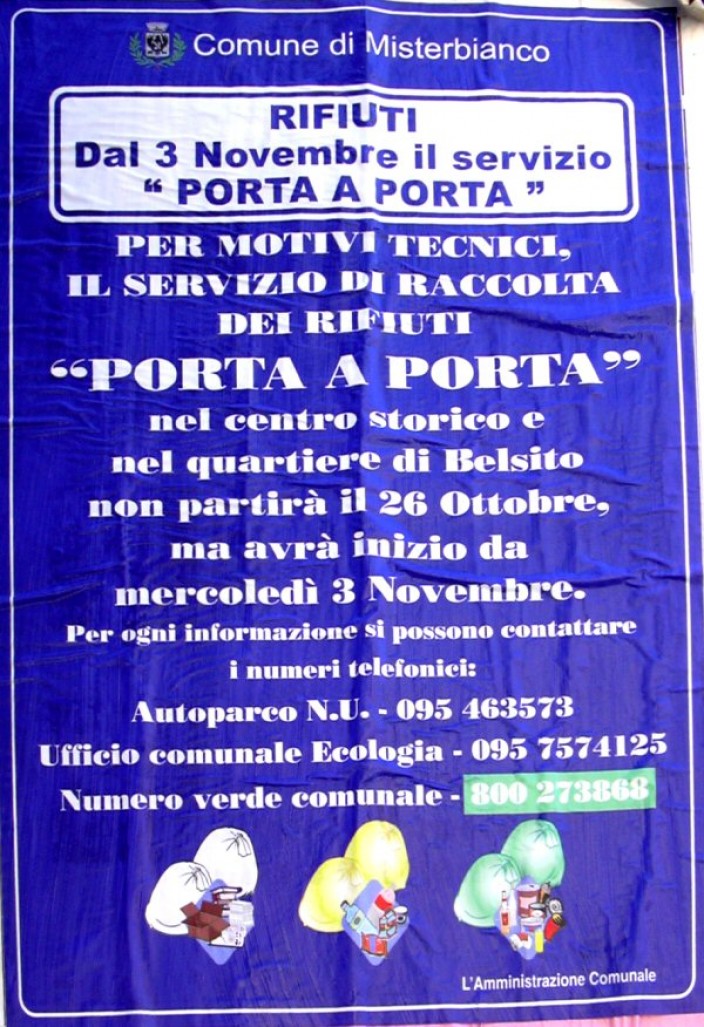 Comune di Misterbianco
RIFIUTI
Dal 3 Novembre il servizio
“ PORTA A PORTA ”
PER MOTIVI TECNICI,
IL SERVIZIO DI RACCOLTA
DEI RIFIUTI
“PORTA A PORTA”
nel centro storico e
nel quartiere di Belsito
non partirà il 26 Ottobre,
ma avrà inizio da
mercoledì 3 Novembre.
Per ogni informazione si possono contattare
i numeri telefonici:
Autoparco N.U. - 095 463573
Ufficio comunale Ecologia - 095 7574125
Numero verde comunale - 800 273868
L'Amministrazione Comunale